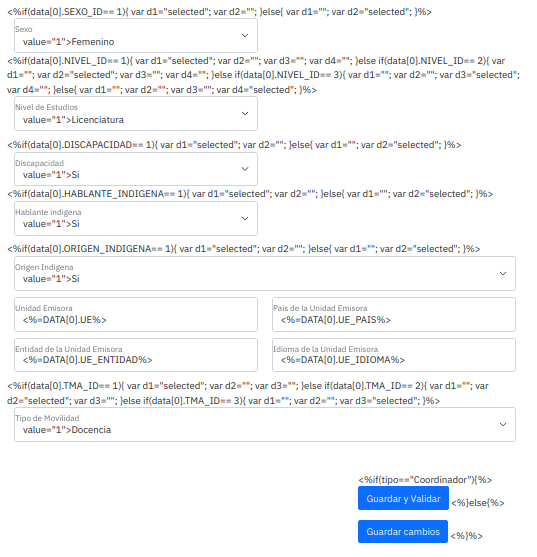 <%if(data[0].SEXO_ID== 1){ var d1="selected"; var d2=""; }else{ var d1=""; var d2="selected"; }%>
Sexo
value="1">Femenino
<%if(data[0].NIVEL_ID== 1){ var d1="selected"; var d2=""; var d3=""; var d4=""; }else if(data[0].NIVEL_ID== 2){ var
d1=""; var d2="selected"; var d3=""; var d4=""; }else if(data[0].NIVEL_ID== 3){ var d1=""; var d2=""; var d3="selected";
var d4=""; }else{ var d1=""; var d2=""; var d3=""; var d4="selected"; }%>
Nivel de Estudios
value="1">Licenciatura
<%if(data[0].DISCAPACIDAD== 1){ var d1="selected"; var d2=""; }else{ var d1=""; var d2="selected"; }%>
Discapacidad
value="1">Si
<%if(data[0].HABLANTE_INDIGENA== 1){ var d1="selected"; var d2=""; }else{ var d1=""; var d2="selected"; }%>
Hablante indigena
value="1">Si
<%if(data[0].ORIGEN_INDIGENA== 1){ var d1="selected"; var d2=""; }else{ var d1=""; var d2="selected"; }%>
Origen Indigena
value="1">Si
Unidad Emisora
<%=DATA[0].UE%>
Pais de la Unidad Emisora
<%=DATA[0].UE_PAIS%>
Entidad de la Unidad Emisora
<%=DATA[0].UE_ENTIDAD%>
Idioma de la Unidad Emisora
<%=DATA[0].UE_IDIOMA%>
<%if(data[0].TMA_ID== 1){ var d1="selected"; var d2=""; var d3=""; }else if(data[0].TMA_ID== 2){ var d1=""; var
d2="selected"; var d3=""; }else if(data[0].TMA_ID== 3){ var d1=""; var d2=""; var d3="selected"; }%>
Tipo de Movilidad
value="1">Docencia
<%if(tipo=="Coordinador"){%>
Guardar y Validar <%}else{%>
Guardar cambios <%}%>